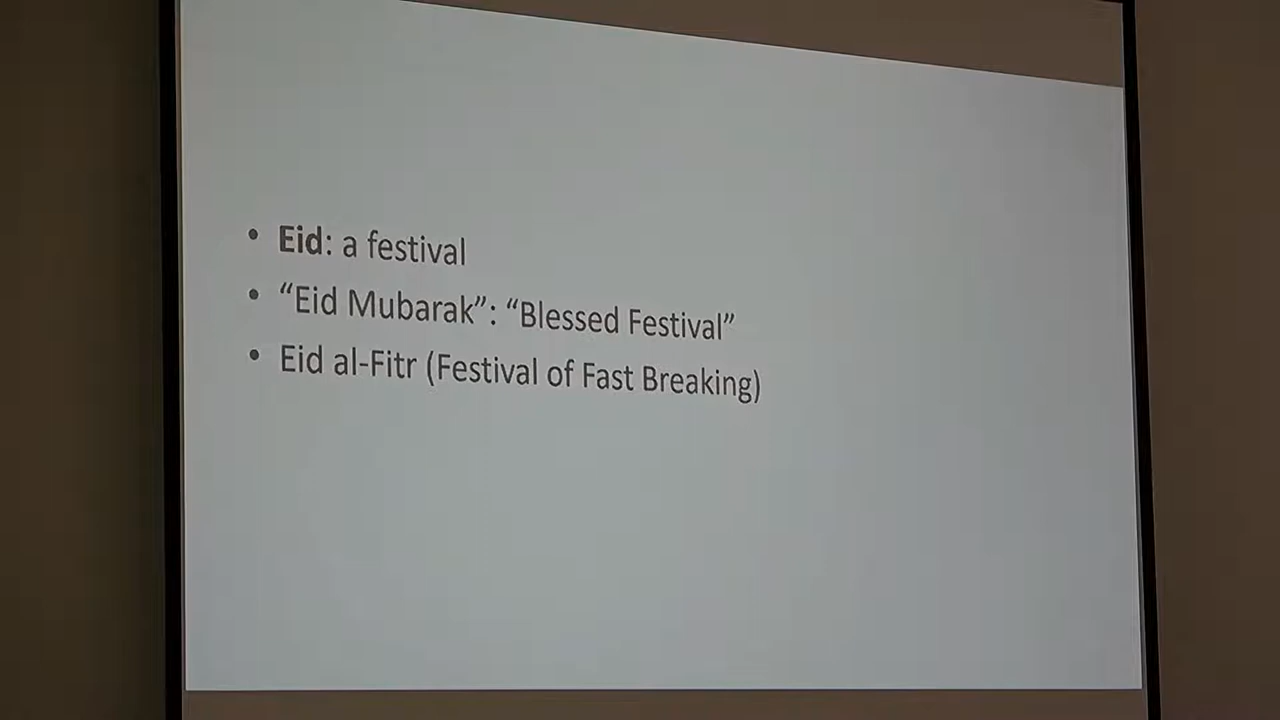 • Eid: a festival
• “Eid Mubarak”: “Blessed Festival”
• Eid al-Fitr (Festival of Fast Breaking)